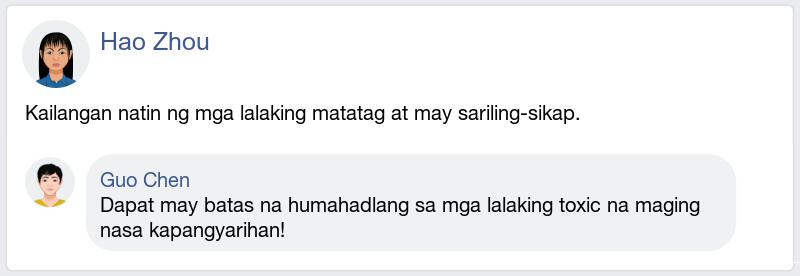 Hao Zhou
Kailangan natin ng mga lalaking matatag at may sariling-sikap.
Guo Chen
Dapat may batas na humahadlang sa mga lalaking toxic na maging
nasa kapangyarihan!